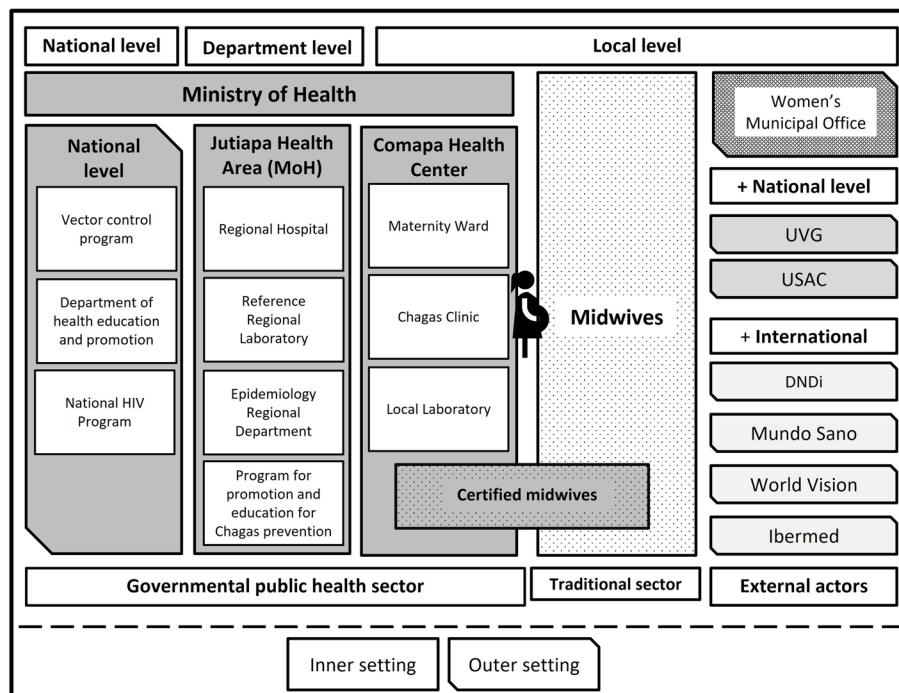 National level
Department level
Local level
Ministry of Health
National
level
Vector control
program
Department of
health education
and promotion
National HIV
Program
Jutiapa Health
Area (MoH)
Regional Hospital
Reference
Regional
Laboratory
Epidemiology
Regional
Department
Program for
promotion and
education for
Chagas prevention
Comapa Health
Center
Maternity Ward
Chagas Clinic
Local Laboratory
Certified midwives
Midwives
Women's
Municipal Office
+ National level
UVG
USAC
+ International
DNDi
Mundo Sano
World Vision
Ibermed
Governmental public health sector
Traditional sector
External actors
Inner setting
Outer setting